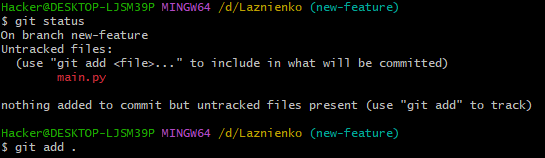 Hacker@DESKTOP-LJSM39P MINGW64 /d/Laznienko (new-feature)
$ git status
On branch new-feature
Untracked files:
  (use "git add <file>..." to include in what will be committed)
        main.py

nothing added to commit but untracked files present (use "git add" to track)

Hacker@DESKTOP-LJSM39P MINGW64 /d/Laznienko (new-feature)
$ git add .